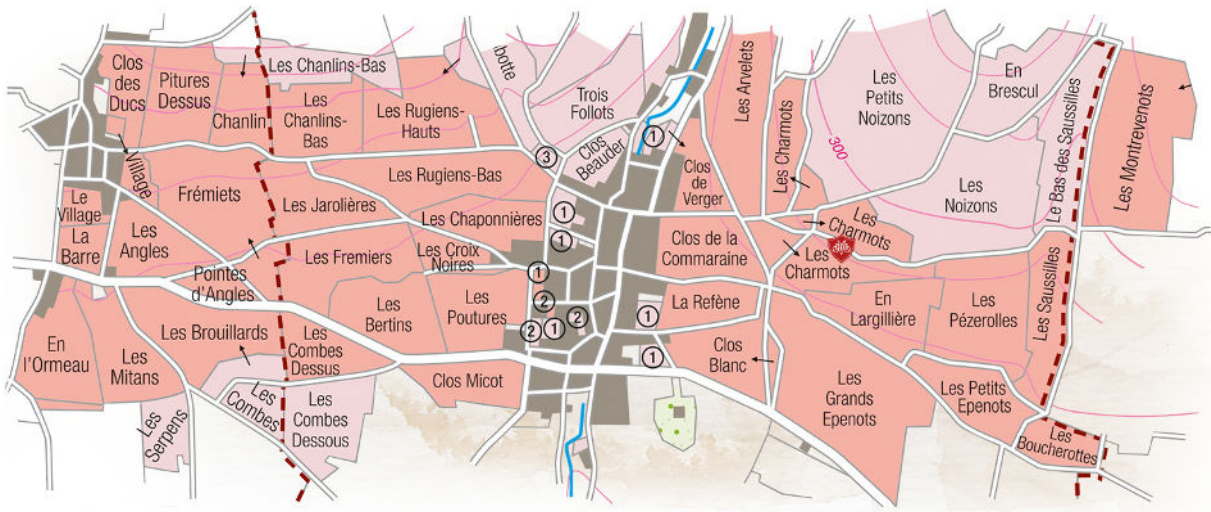 Clos
des
Ducs
Pitures
Dessus
Chanlin
Les Chanlins-Bas
Les
Chanlins-
Bas
Les Rugiens-
Hauts
botte
Trois
Follots
Clos
Beauder
1
3
Clos
de
Verger
Les Arvelets
Les Charmots
Les
Petits
Noizons
300
En
Brescul
Le Bas des Saussilles
Les Montrevenots
Village
Frémiets
Les Rugiens-Bas
Les Jarolières
Les Chaponnières
1
1
Les
Noizons
Les
Charmots
Les
Charmots
Le
Village
La
Barre
Les
Angles
Pointes
d'Angles
Les Fremiers
Les Croix
Noires
1
2
2
1
2
Clos de la
Commaraine
La Refène
1
1
En
Largillière
Les
Pézerolles
Les Saussilles
En
l'Ormeau
Les
Mitans
Les Brouillards
Les
Combes
Dessus
Les
Bertins
Les
Poutures
Clos Micot
Clos
Blanc
Les
Grands
Epenots
Les Petits
Epenots
Les
Boucherottes
Les
Serpens
Les
Combes
Les
Combes
Dessous